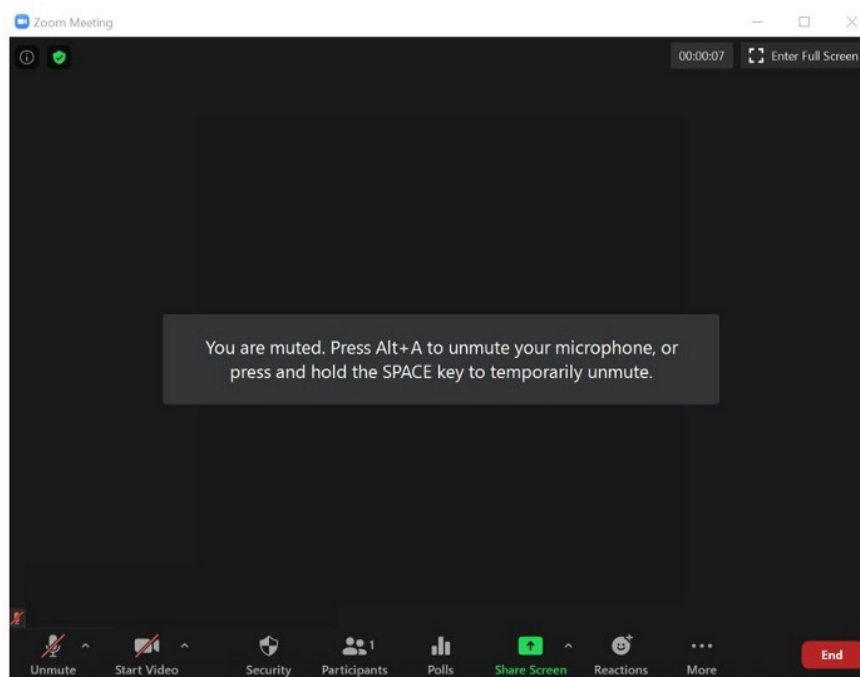 Zoom Meeting
00:00:07
Enter Full Screen
You are muted. Press Alt+A to unmute your microphone, or
press and hold the SPACE key to temporarily unmute.
1
Unmute
Start Video
Security
Participants
Polls
Share Screen
Reactions
More
End